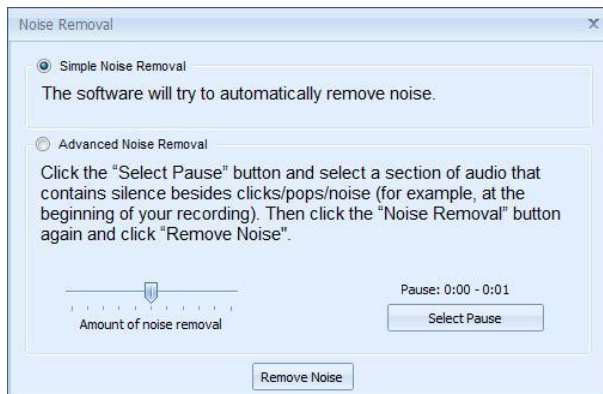 Noise Removal
Simple Noise Removal
The software will try to automatically remove noise.
Advanced Noise Removal
Click the “Select Pause” button and select a section of audio that
contains silence besides clicks/pops/noise (for example, at the
beginning of your recording). Then click the “Noise Removal” button
again and click “Remove Noise".
Pause: 0:00 - 0:01
Amount of noise removal
Select Pause
Remove Noise